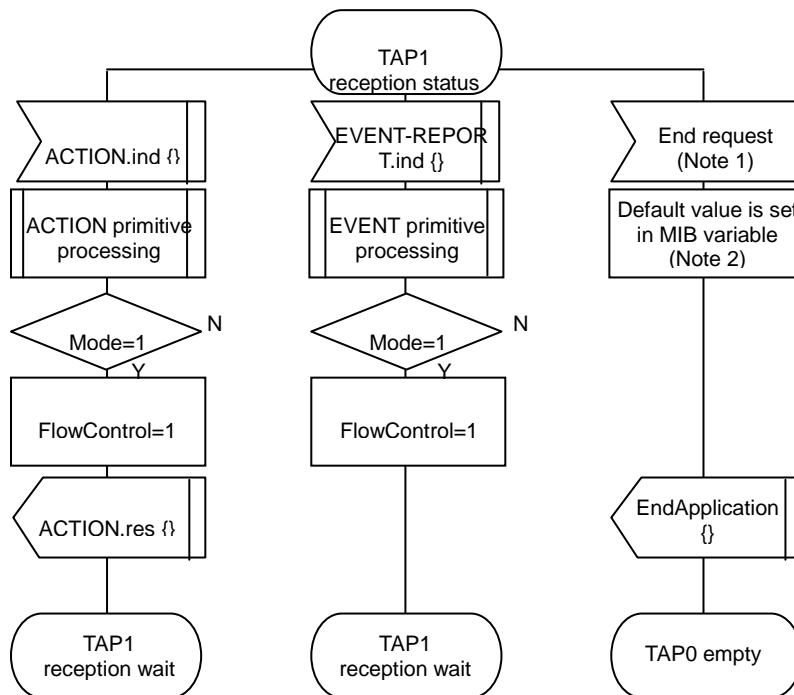 TAP1
reception status
ACTION.ind {}
EVENT-REPOR
T.ind {}
End request
(Note 1)
ACTION primitive
processing
EVENT primitive
processing
Default value is set
in MIB variable
(Note 2)
Mode=1
N
Y
Mode=1
N
Y
FlowControl=1
FlowControl=1
ACTION.res {}
EndApplication
{}
TAP1
reception wait
TAP1
reception wait
TAP0 empty